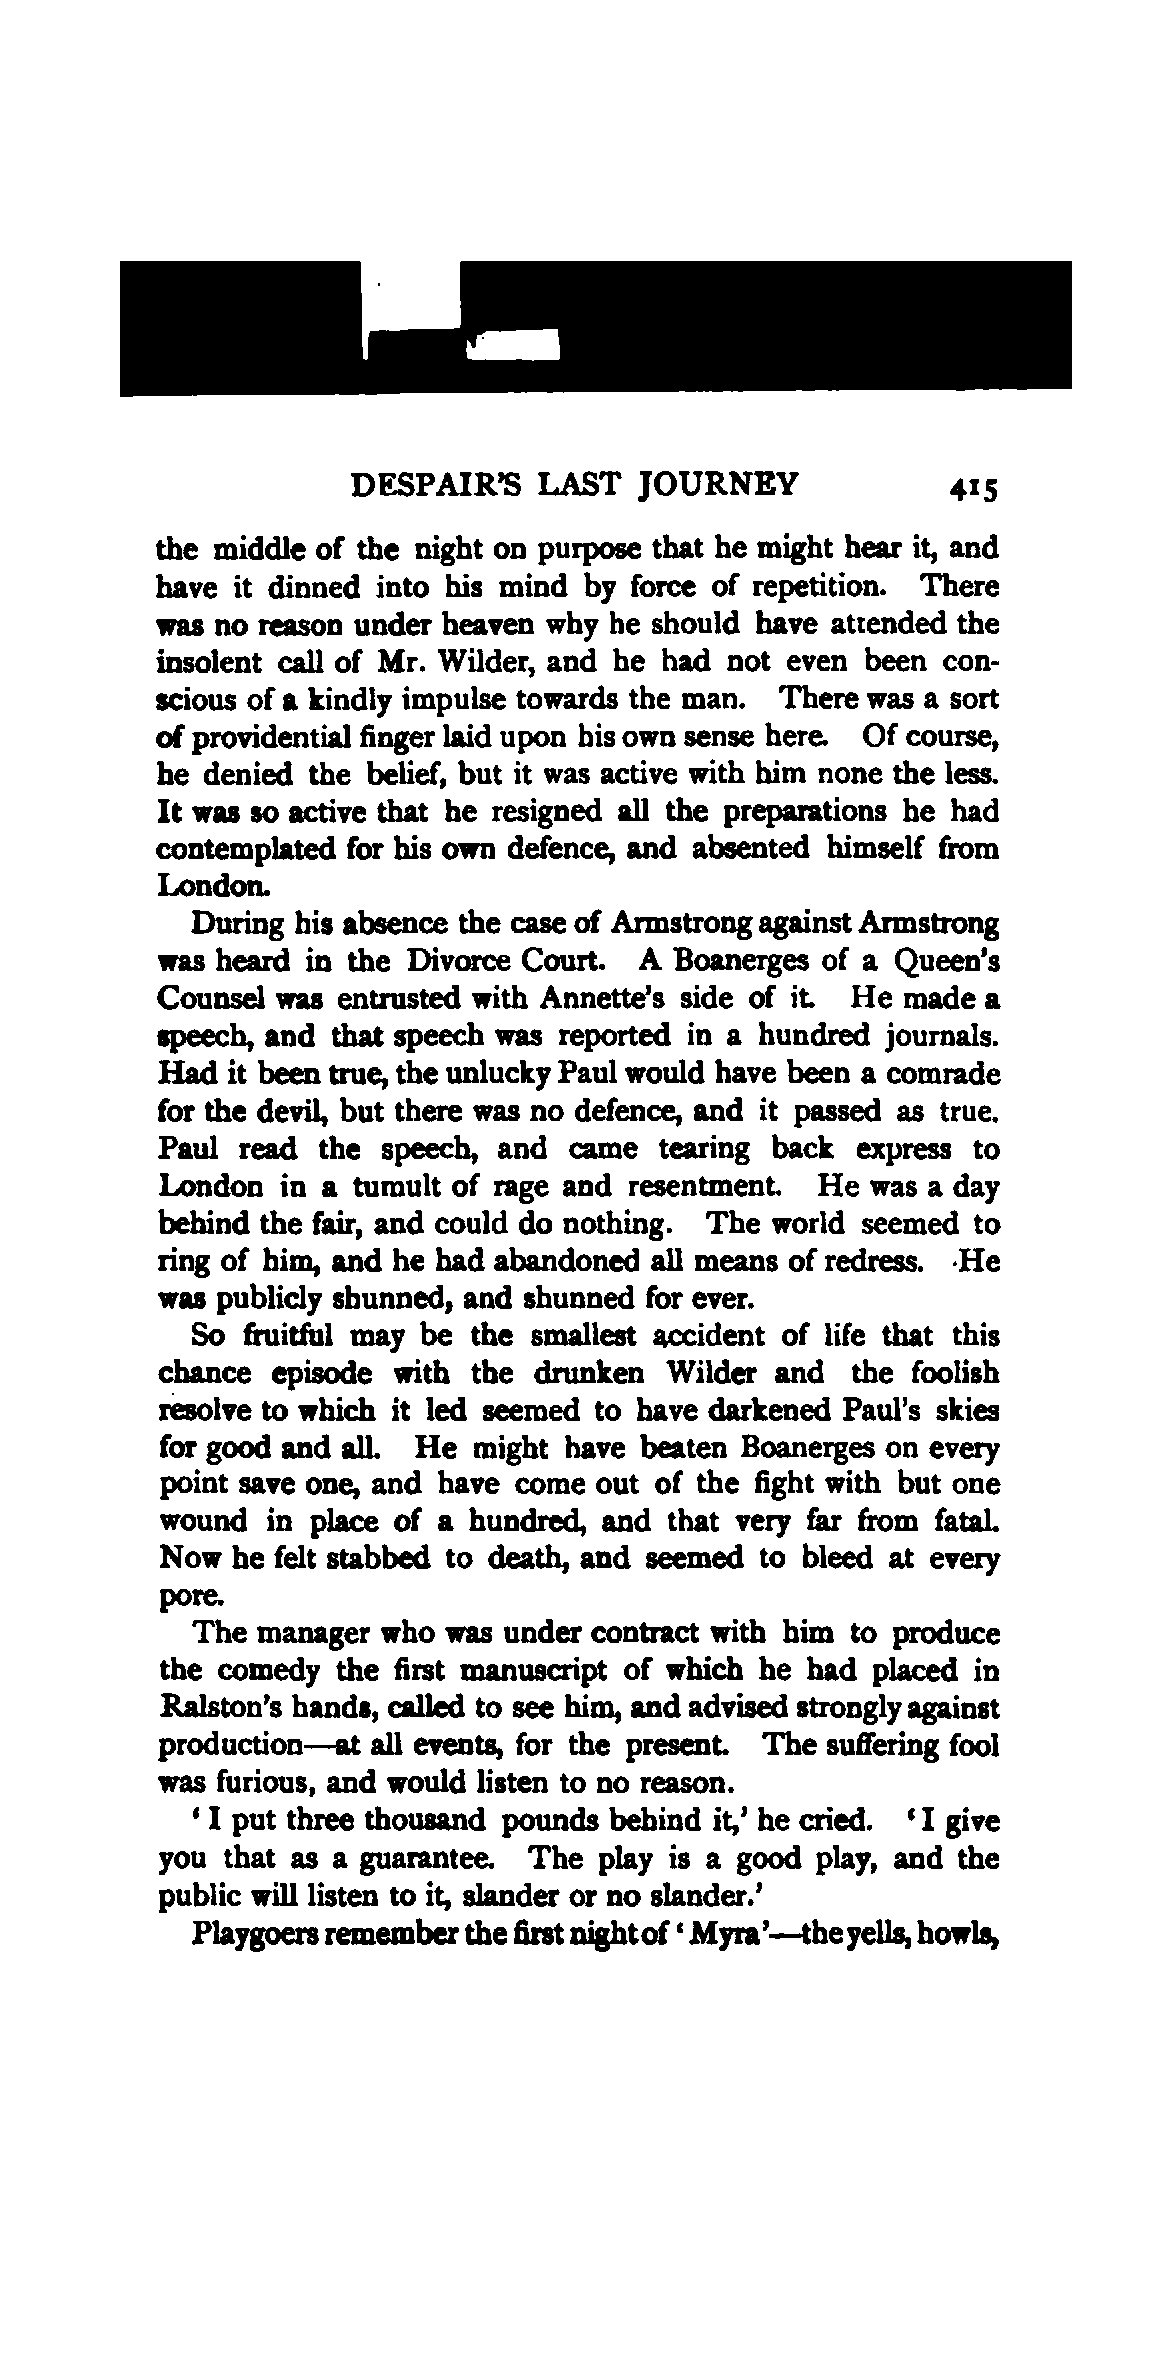 DESPAIR'S LAST JOURNEY 415
the middle of the night on purpose that he might hear it, and
have it dinned into his mind by force of repetition. There
was no reason under heaven why he should have attended the
insolent call of Mr. Wilder, and he had not even been con-
scious of a kindly impulse towards the man. There was a sort
of providential finger laid upon his own sense here. Of course,
he denied the belief, but it was active with him none the less.
It was so active that he resigned all the preparations he had
contemplated for his own defence, and absented himself from
London.
During his absence the case of Armstrong against Armstrong
was heard in the Divorce Court. A Boanerges of a Queen's
Counsel was entrusted with Annette's side of it. He made a
speech, and that speech was reported in a hundred journals.
Had it been true, the unlucky Paul would have been a comrade
for the devil, but there was no defence, and it passed as true.
Paul read the speech, and came tearing back express to
London in a tumult of rage and resentment. He was a day
behind the fair, and could do nothing. The world seemed to
ring of him, and he had abandoned all means of redress. He
was publicly shunned, and shunned for ever.
So fruitful may be the smallest accident of life that this
chance episode with the drunken Wilder and the foolish
resolve to which it led seemed to have darkened Paul's skies
for good and all. He might have beaten Boanerges on every
point save one, and have come out of the fight with but one
wound in place of a hundred, and that very far from fatal.
Now he felt stabbed to death, and seemed to bleed at every
pore.
The manager who was under contract with him to produce
the comedy the first manuscript of which he had placed in
Ralston's hands, called to see him, and advised strongly against
production—at all events, for the present. The suffering fool
was furious, and would listen to no reason.
'I put three thousand pounds behind it,' he cried. 'I give
you that as a guarantee. The play is a good play, and the
public will listen to it, slander or no slander.'
Playgoers remember the first night of 'Myra'—the yells, howls,